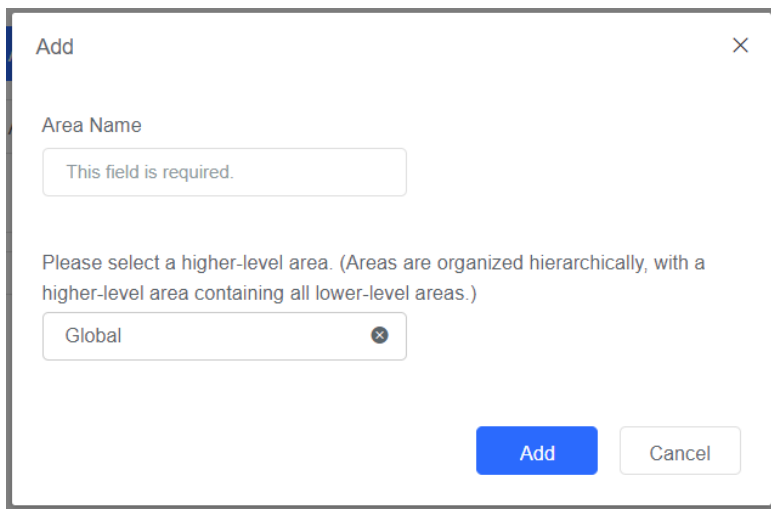 Add
Area Name
This field is required.
Please select a higher-level area. (Areas are organized hierarchically, with a
higher-level area containing all lower-level areas.)
Global
Add
Cancel